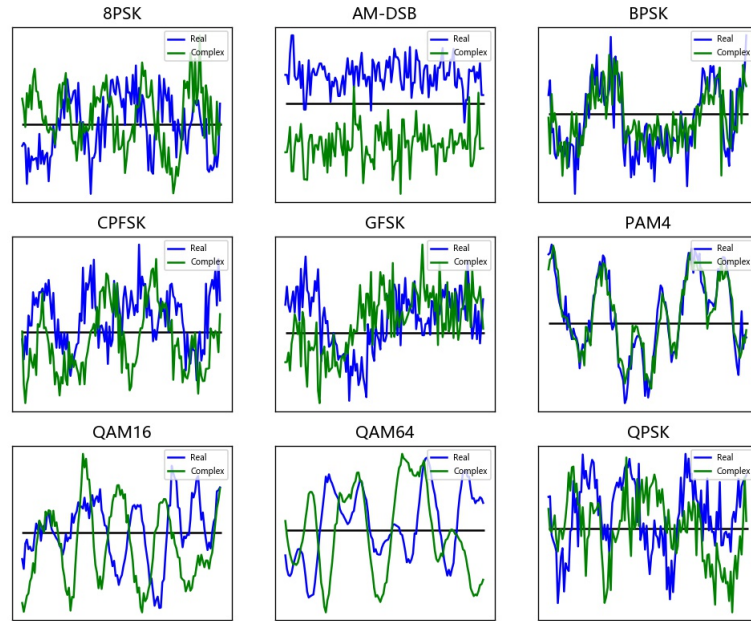 8PSK
Real
Complex
AM-DSB
Real
Complex
BPSK
Real
Complex
CPFSK
Real
Complex
GFSK
Real
Complex
PAM4
Real
Complex
QAM16
Real
Complex
QAM64
Real
Complex
QPSK
Real
Complex